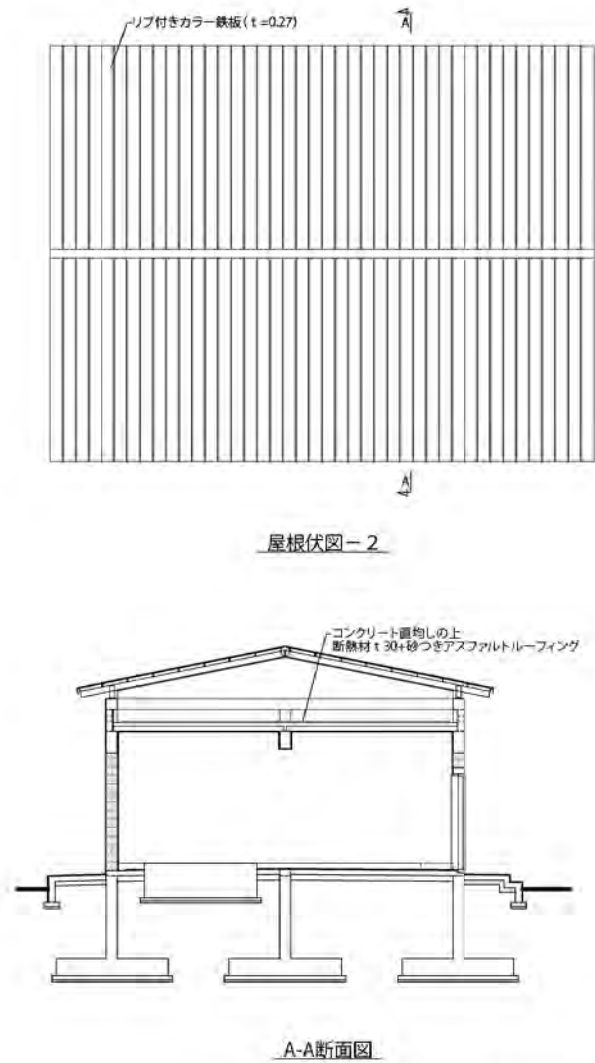 リブ付きカラー鉄板(t=0.27)
A
A
屋根伏図－2
コンクリート直均しの上
断熱材 t 30+砂つきアスファルトルーフィング
A-A断面図